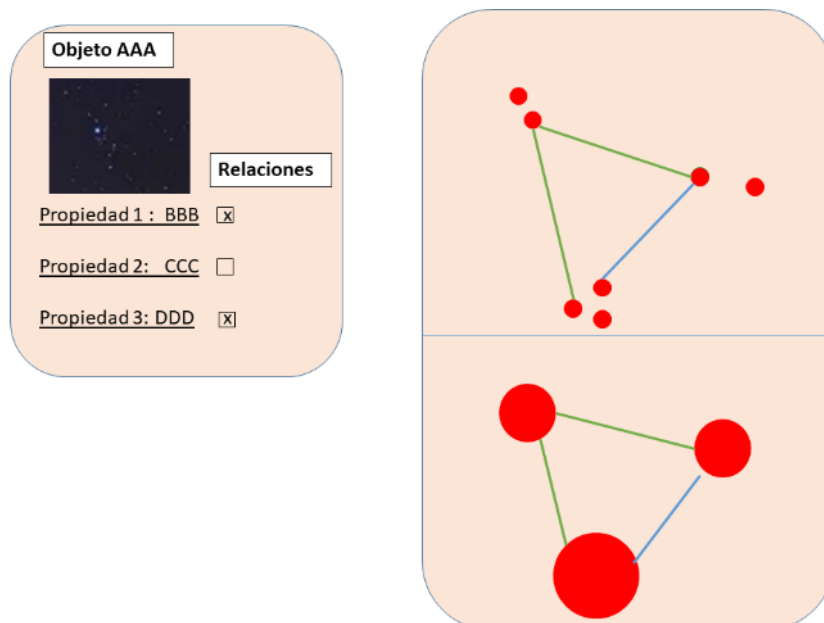 Objeto AAA
Relaciones
Propiedad 1 : BBB x
Propiedad 2: CCC
Propiedad 3: DDD x